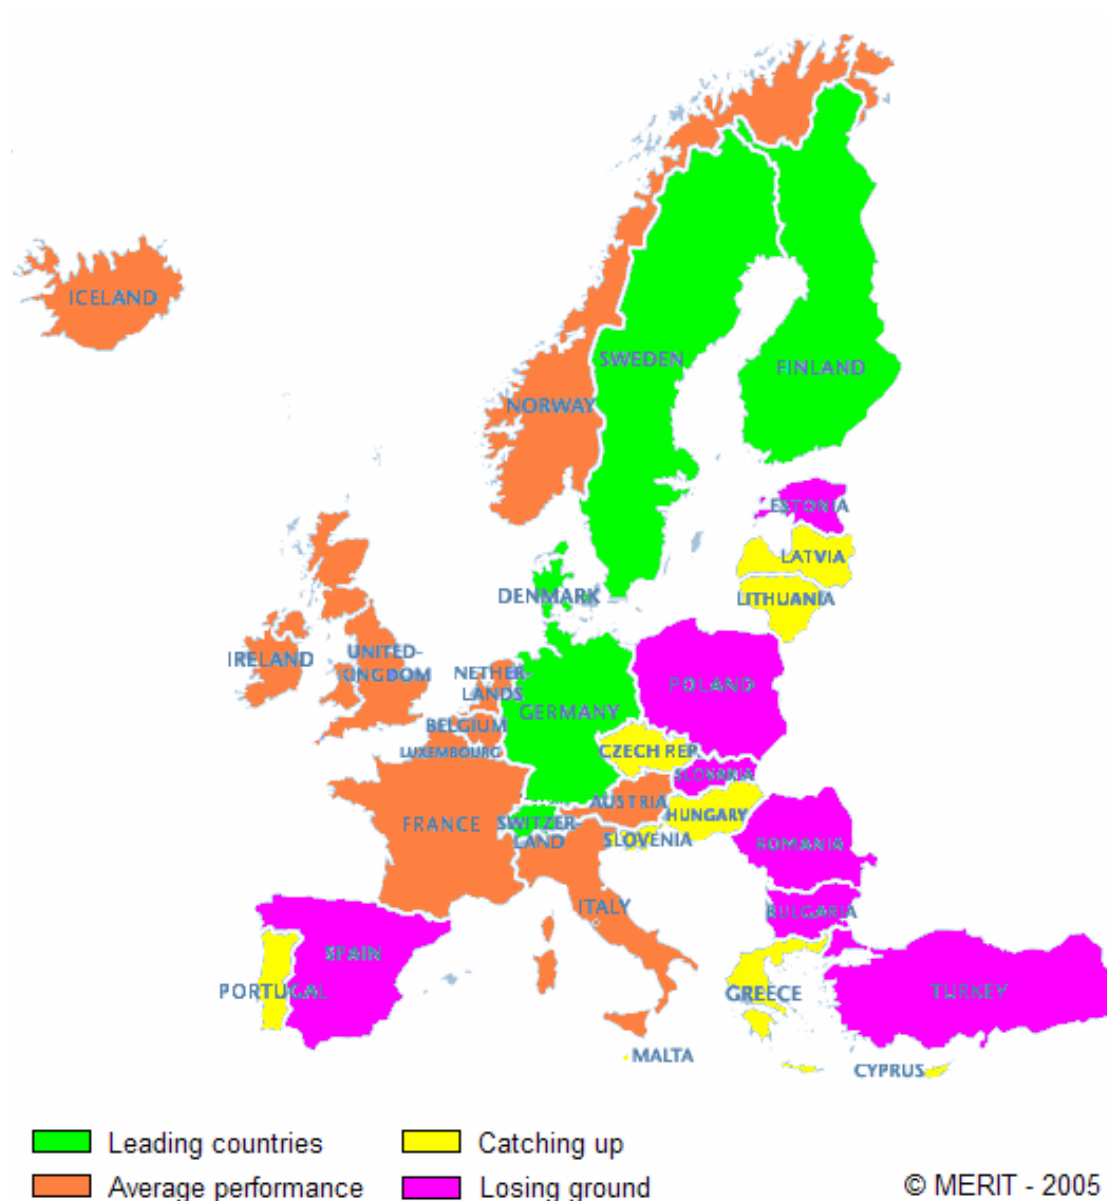 ICELAND
SWEDEN
FINLAND
NORWAY
ESTONIA
LATVIA
LITHUANIA
DENMARK
IRELAND
UNITED-
KINGDOM
NETHER-
LANDS
POLAND
GERMANY
BELGIUM
LUXEMBOURG
CZECH REP.
SLOVAKIA
AUSTRIA
HUNGARY
FRANCE
SWITZER-
LAND
SLOVENIA
ROMANIA
ITALY
BULGARIA
SPAIN
PORTUGAL
GREECE
TURKEY
MALTA
CYPRUS
Leading countries
Catching up
Average performance
Losing ground
© MERIT - 2005